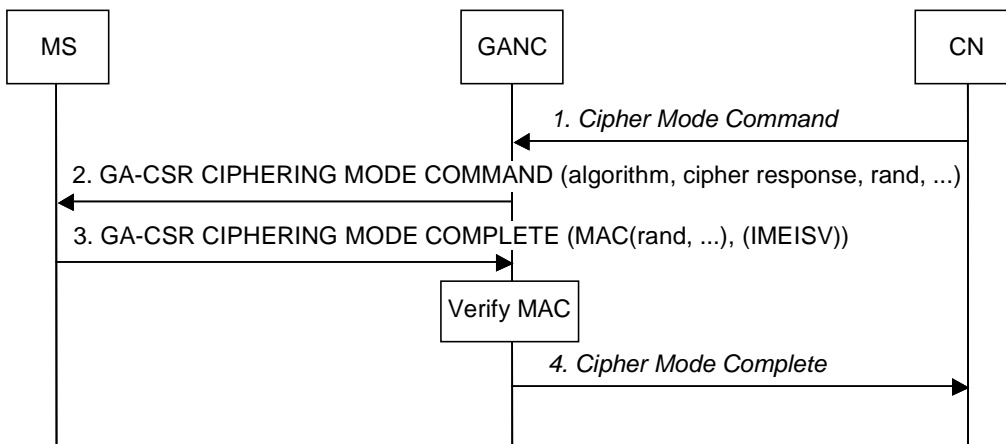 MS
GANC
CN
1. Cipher Mode Command
2. GA-CSR CIPHERING MODE COMMAND (algorithm, cipher response, rand, ...)
3. GA-CSR CIPHERING MODE COMPLETE (MAC(rand, ...), (IMEISV))
Verify MAC
4. Cipher Mode Complete